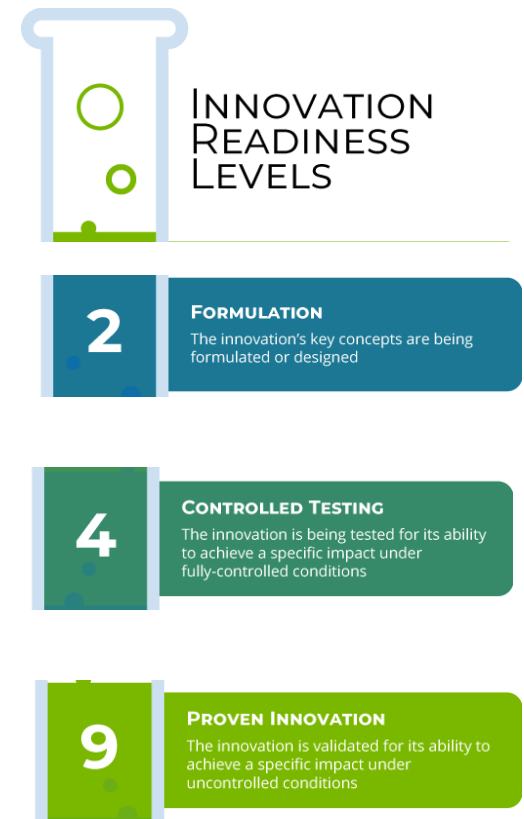 Innovation
Readiness
Levels
2
Formulation
The innovation’s key concepts are being
formulated or designed
4
Controlled Testing
The innovation is being tested for its ability
to achieve a specific impact under
fully-controlled conditions
9
Proven Innovation
The innovation is validated for its ability to
achieve a specific impact under
uncontrolled conditions